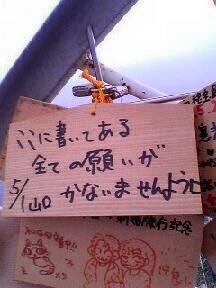 ここに書いてある
全ての願いが
かないませんように
5/1 山口